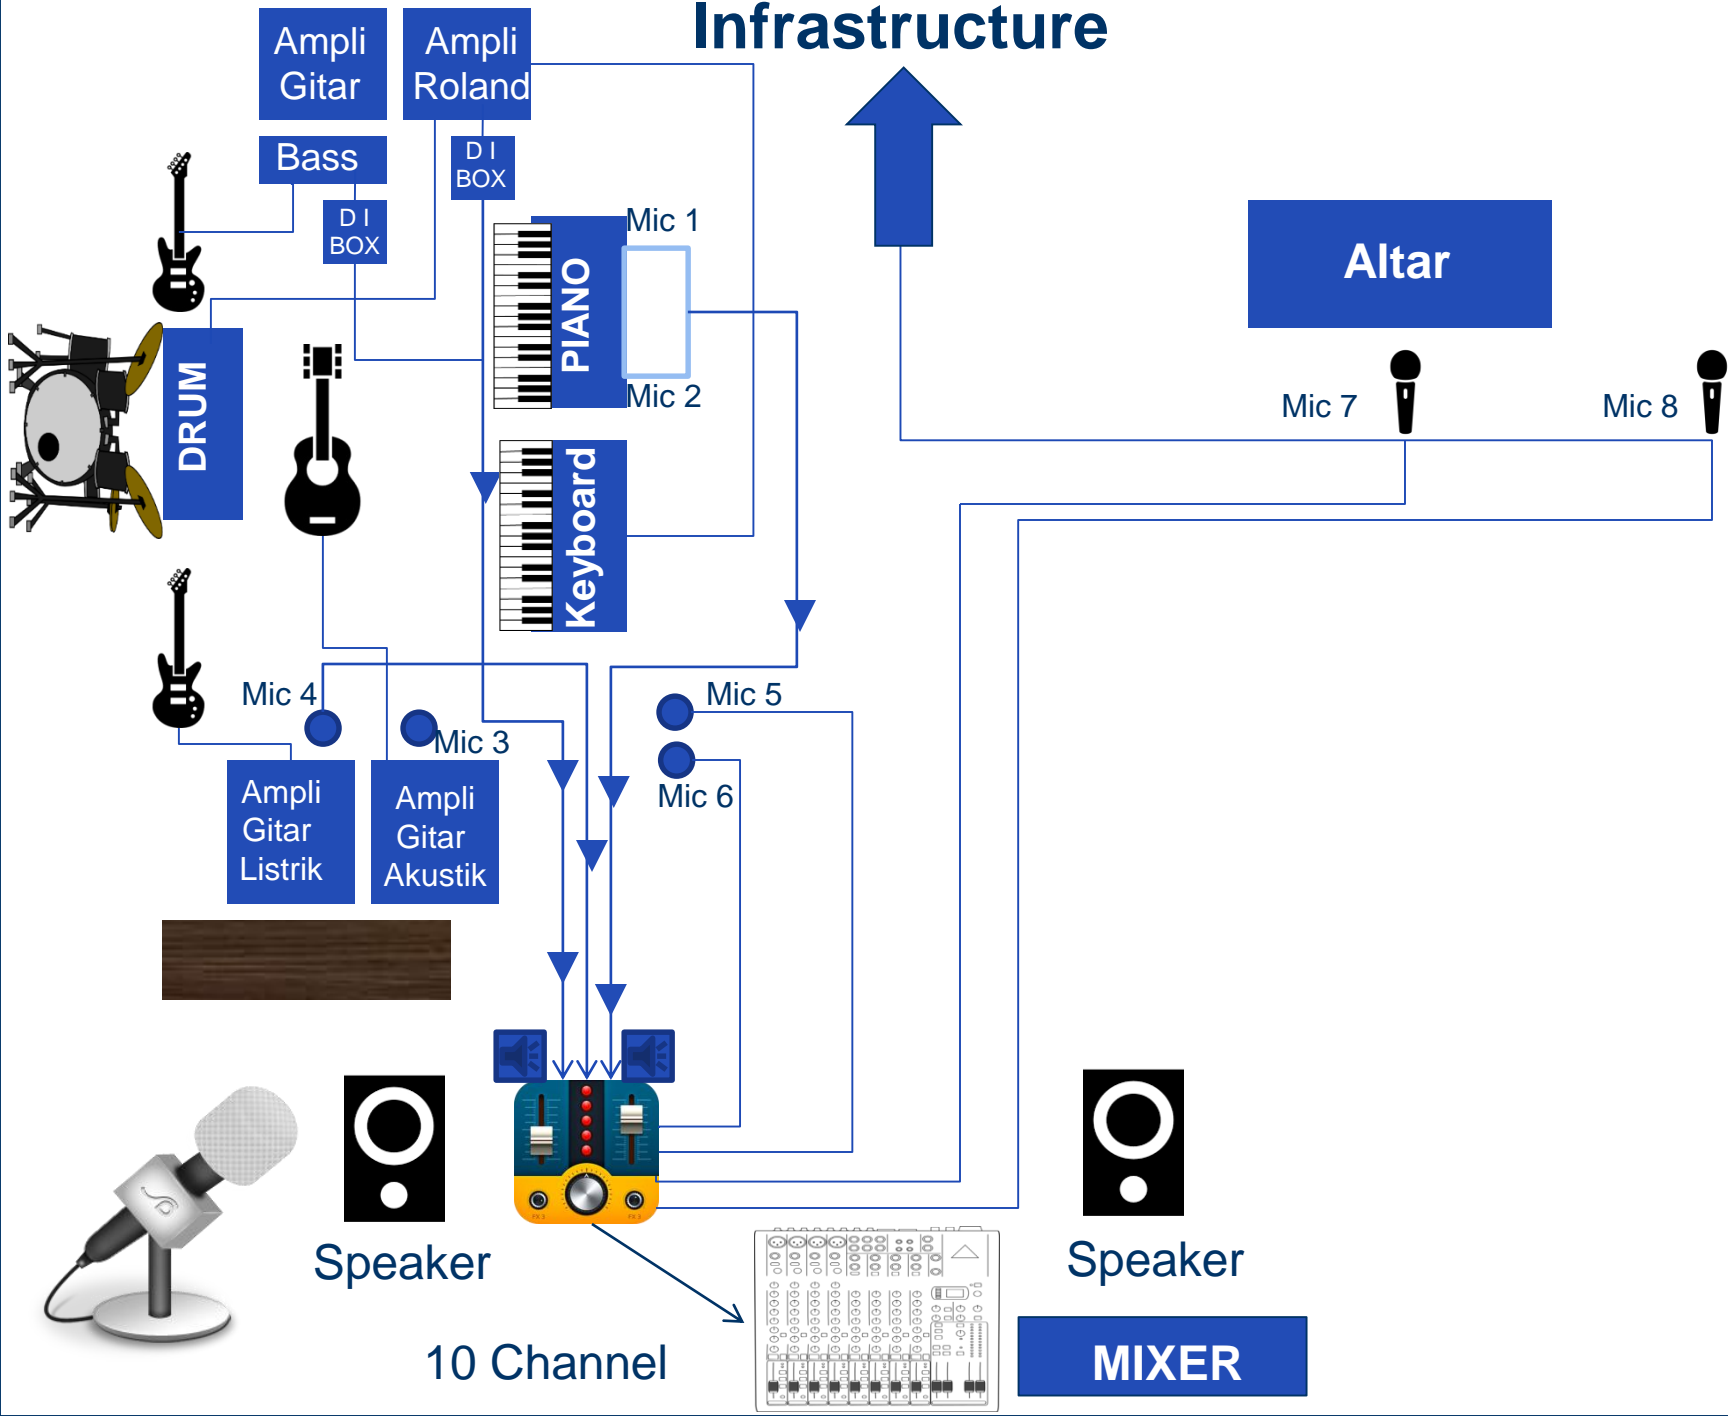 Infrastructure
Ampli
Gitar
Ampli
Roland
Bass
D I
BOX
D I
BOX
Mic 1
PIANO
Mic 2
Altar
Mic 7
Mic 8
DRUM
Keyboard
Mic 4
Mic 3
Mic 5
Mic 6
Ampli
Gitar
Listrik
Ampli
Gitar
Akustik
Speaker
Speaker
10 Channel
MIXER